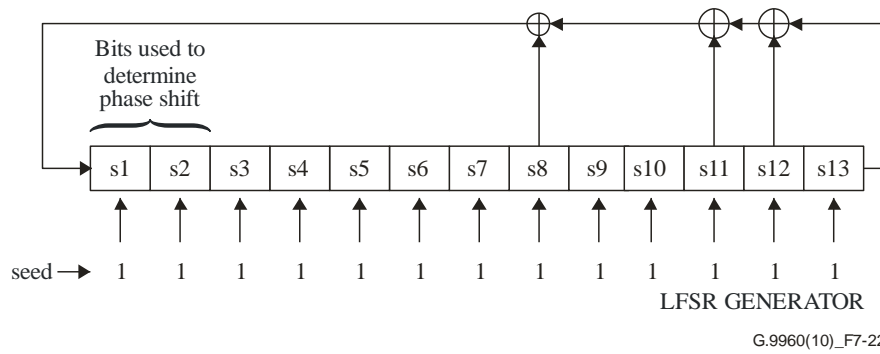 Bits used to
determine
phase shift
s1 s2 s3 s4 s5 s6 s7 s8 s9 s10 s11 s12 s13
seed 1 1 1 1 1 1 1 1 1 1 1 1 1
LFSR GENERATOR
G.9960(10)_F7-22